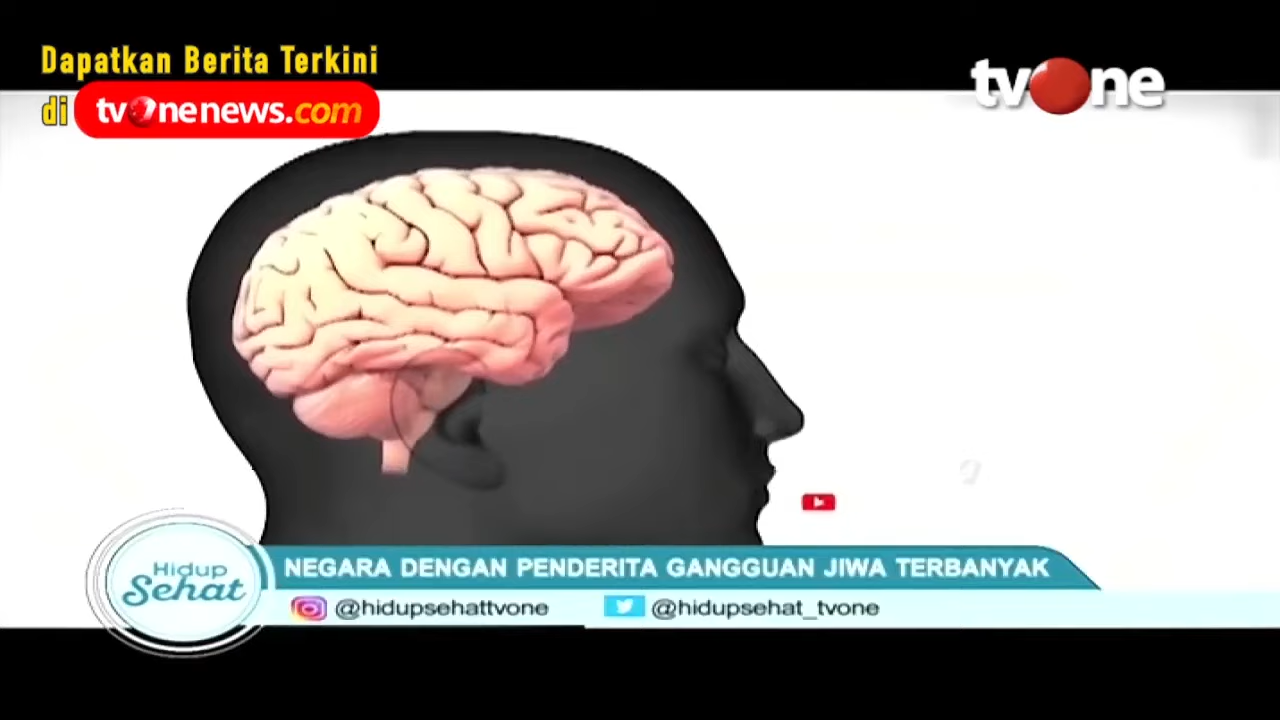 Dapatkan Berita Terkini
di tvonenews.com
tvone
Hidup
Sehat
NEGARA DENGAN PENDERITA GANGGUAN JIWA TERBANYAK
@hidupsehattvone
@hidupsehat_tvone